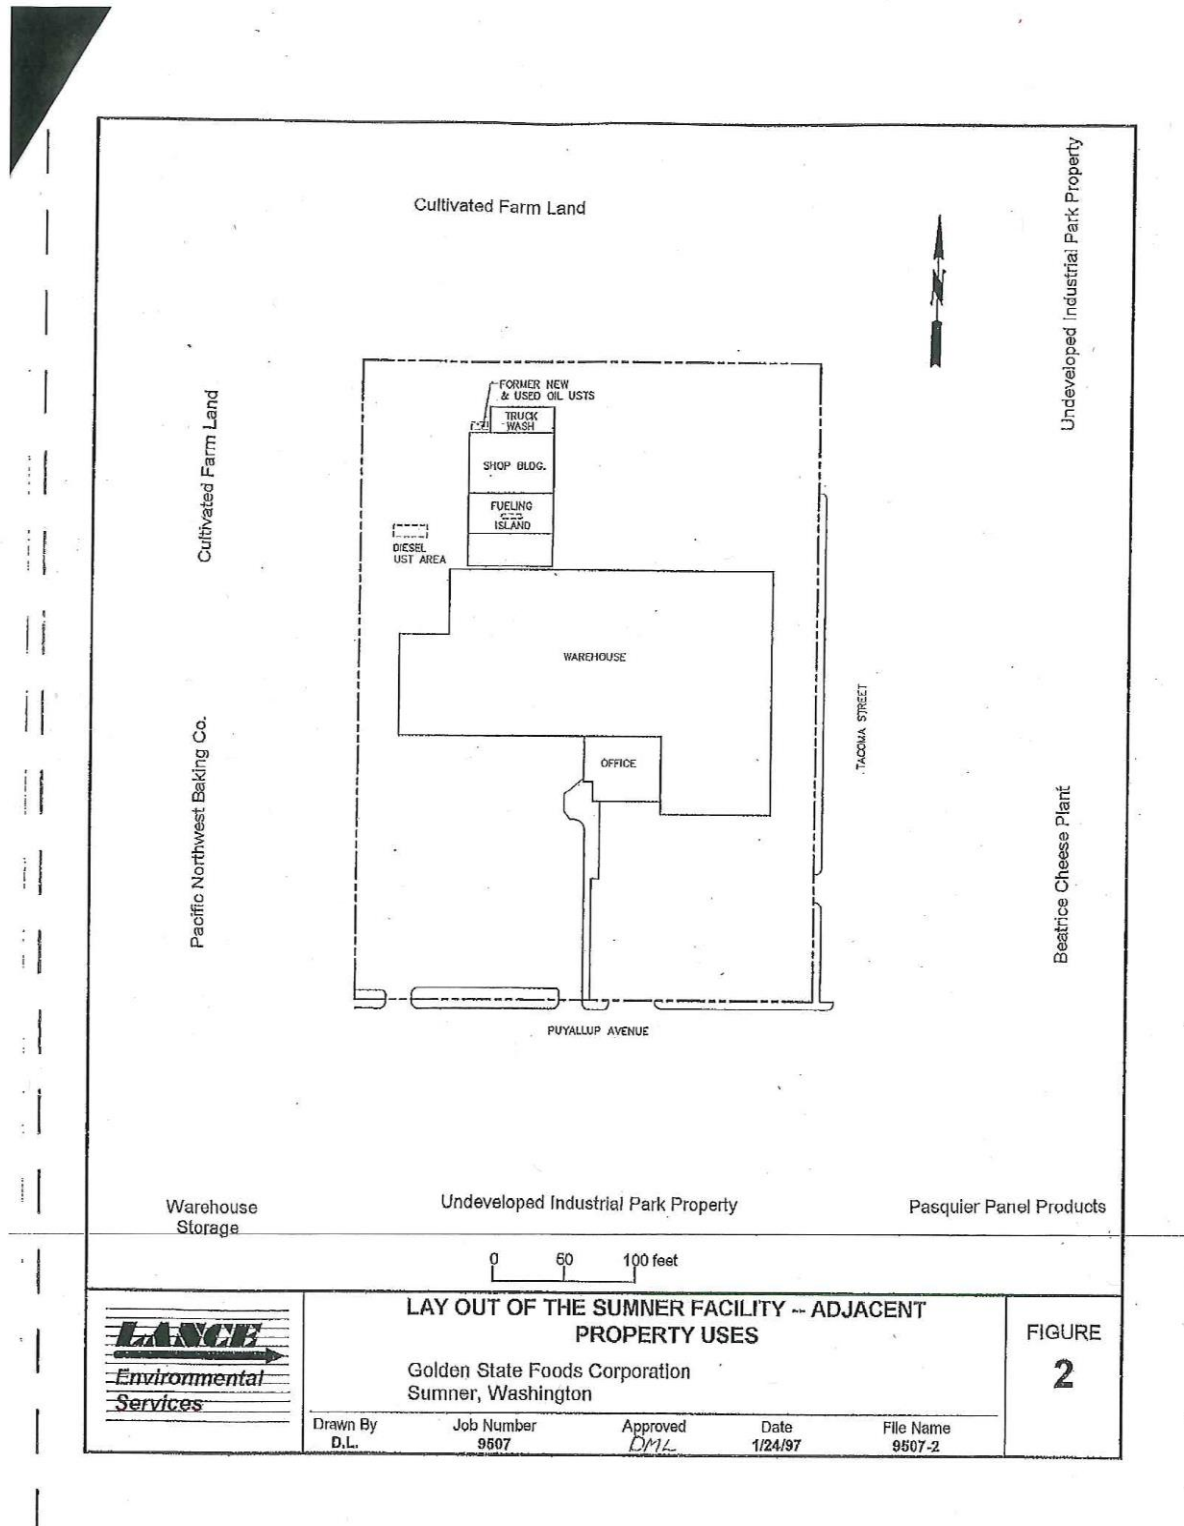 Cultivated Farm Land
Undeveloped Industrial Park Property
N
FORMER NEW
& USED OIL USTS
TRUCK
WASH
SHOP BLDG.
FUELING
ISLAND
DIESEL
UST AREA
Cultivated Farm Land
WAREHOUSE
OFFICE
TACOMA STREET
Pacific Northwest Baking Co.
Beatrice Cheese Plant
PUYALLUP AVENUE
Warehouse
Storage
Undeveloped Industrial Park Property
Pasquier Panel Products
0 50 100 feet
LANCE
Environmental
Services
LAY OUT OF THE SUMNER FACILITY -- ADJACENT
PROPERTY USES
Golden State Foods Corporation
Sumner, Washington
Drawn By Job Number Approved Date File Name
D.L. 9507 DML 1/24/97 9507-2
FIGURE
2